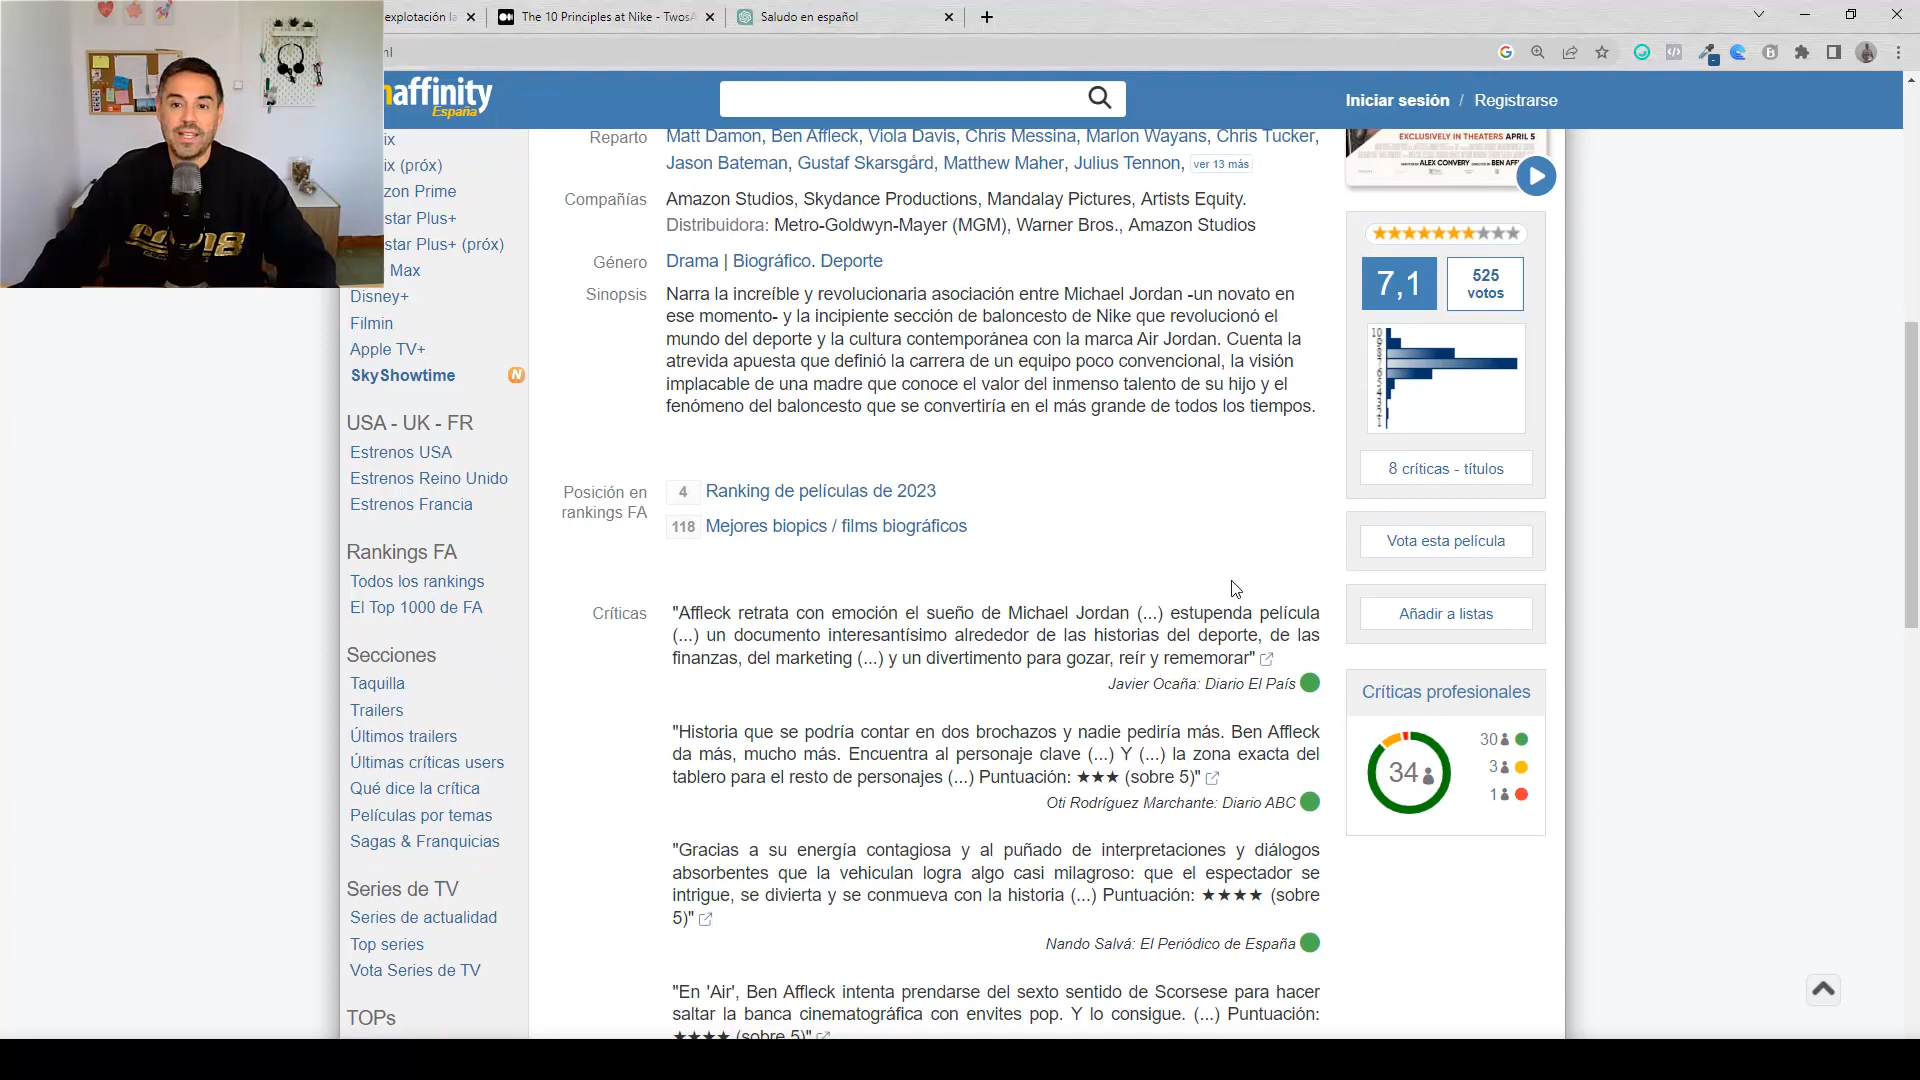 explotación la
The 10 Principles at Nike - TwosA
Saludo en español
affinity
España
Iniciar sesión / Registrarse
Reparto
Matt Damon, Ben Affleck, Viola Davis, Chris Messina, Marlon Wayans, Chris Tucker,
Jason Bateman, Gustaf Skarsgård, Matthew Maher, Julius Tennon, ver 13 más
Compañías
Amazon Studios, Skydance Productions, Mandalay Pictures, Artists Equity.
Distribuidora: Metro-Goldwyn-Mayer (MGM), Warner Bros., Amazon Studios
Género
Drama | Biográfico. Deporte
Sinopsis
Narra la increíble y revolucionaria asociación entre Michael Jordan -un novato en
ese momento- y la incipiente sección de baloncesto de Nike que revolucionó el
mundo del deporte y la cultura contemporánea con la marca Air Jordan. Cuenta la
atrevida apuesta que definió la carrera de un equipo poco convencional, la visión
implacable de una madre que conoce el valor del inmenso talento de su hijo y el
fenómeno del baloncesto que se convertiría en el más grande de todos los tiempos.
Posición en
rankings FA
4 Ranking de películas de 2023
118 Mejores biopics / films biográficos
Críticas
"Affleck retrata con emoción el sueño de Michael Jordan (...) estupenda película
(...) un documento interesantísimo alrededor de las historias del deporte, de las
finanzas, del marketing (...) y un divertimento para gozar, reír y rememorar"
Javier Ocaña: Diario El País
"Historia que se podría contar en dos brochazos y nadie pediría más. Ben Affleck
da más, mucho más. Encuentra al personaje clave (...) Y (...) la zona exacta del
tablero para el resto de personajes (...) Puntuación: ★★★ (sobre 5)"
Oti Rodríguez Marchante: Diario ABC
"Gracias a su energía contagiosa y al puñado de interpretaciones y diálogos
absorbentes que la vehiculan logra algo casi milagroso: que el espectador se
intrigue, se divierta y se conmueva con la historia (...) Puntuación: ★★★★ (sobre
5)"
Nando Salvá: El Periódico de España
"En 'Air', Ben Affleck intenta prendarse del sexto sentido de Scorsese para hacer
saltar la banca cinematográfica con envites pop. Y lo consigue. (...) Puntuación:
★★★★ (sobre 5)"
ix
ix (próx)
zon Prime
star Plus+
star Plus+ (próx)
Max
Disney+
Filmin
Apple TV+
SkyShowtime
N
USA - UK - FR
Estrenos USA
Estrenos Reino Unido
Estrenos Francia
Rankings FA
Todos los rankings
El Top 1000 de FA
Secciones
Taquilla
Trailers
Últimos trailers
Últimas críticas users
Qué dice la crítica
Películas por temas
Sagas & Franquicias
Series de TV
Series de actualidad
Top series
Vota Series de TV
TOPs
EXCLUSIVELY IN THEATERS APRIL 5
7,1
525
votos
8 críticas - títulos
Vota esta película
Añadir a listas
Críticas profesionales
34
30
3
1